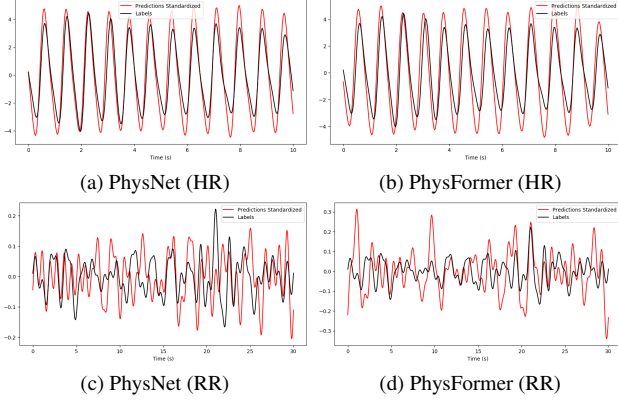 Predictions Standardized
Labels
4
2
0
−2
−4
0 2 4 6 8 10
Time (s)
(a) PhysNet (HR)
Predictions Standardized
Labels
4
2
0
−2
−4
0 2 4 6 8 10
Time (s)
(b) PhysFormer (HR)
Predictions Standardized
Labels
0.2
0.1
0.0
−0.1
−0.2
0 5 10 15 20 25 30
Time (s)
(c) PhysNet (RR)
Predictions Standardized
Labels
0.3
0.2
0.1
0.0
−0.1
−0.2
−0.3
0 5 10 15 20 25 30
Time (s)
(d) PhysFormer (RR)